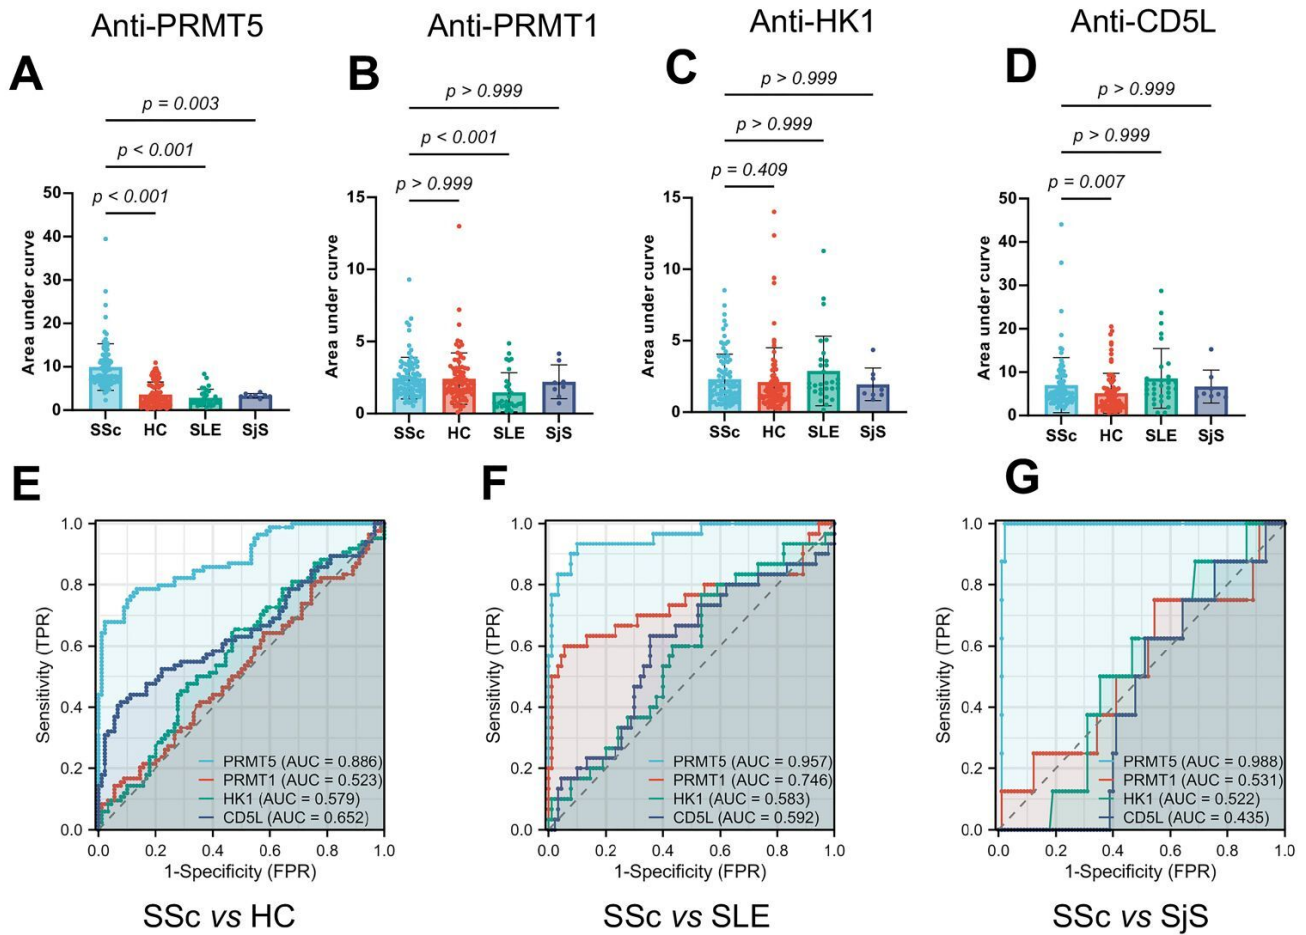 Anti-PRMT5
Anti-PRMT1
Anti-HK1
Anti-CD5L
A
p = 0.003
p < 0.001
p < 0.001
Area under curve
50
40
30
20
10
0
SSc HC SLE SjS
B
p > 0.999
p < 0.001
p > 0.999
Area under curve
15
10
5
0
SSc HC SLE SjS
C
p > 0.999
p > 0.999
p = 0.409
Area under curve
15
10
5
0
SSc HC SLE SjS
D
p > 0.999
p > 0.999
p = 0.007
Area under curve
50
40
30
20
10
0
SSc HC SLE SjS
E
Sensitivity (TPR)
1.0
0.8
0.6
0.4
0.2
0.0
PRMT5 (AUC = 0.886)
PRMT1 (AUC = 0.523)
HK1 (AUC = 0.579)
CD5L (AUC = 0.652)
0.0 0.2 0.4 0.6 0.8 1.0
1-Specificity (FPR)
SSc vs HC
F
Sensitivity (TPR)
1.0
0.8
0.6
0.4
0.2
0.0
PRMT5 (AUC = 0.957)
PRMT1 (AUC = 0.746)
HK1 (AUC = 0.583)
CD5L (AUC = 0.592)
0.0 0.2 0.4 0.6 0.8 1.0
1-Specificity (FPR)
SSc vs SLE
G
Sensitivity (TPR)
1.0
0.8
0.6
0.4
0.2
0.0
PRMT5 (AUC = 0.988)
PRMT1 (AUC = 0.531)
HK1 (AUC = 0.522)
CD5L (AUC = 0.435)
0.0 0.2 0.4 0.6 0.8 1.0
1-Specificity (FPR)
SSc vs SjS